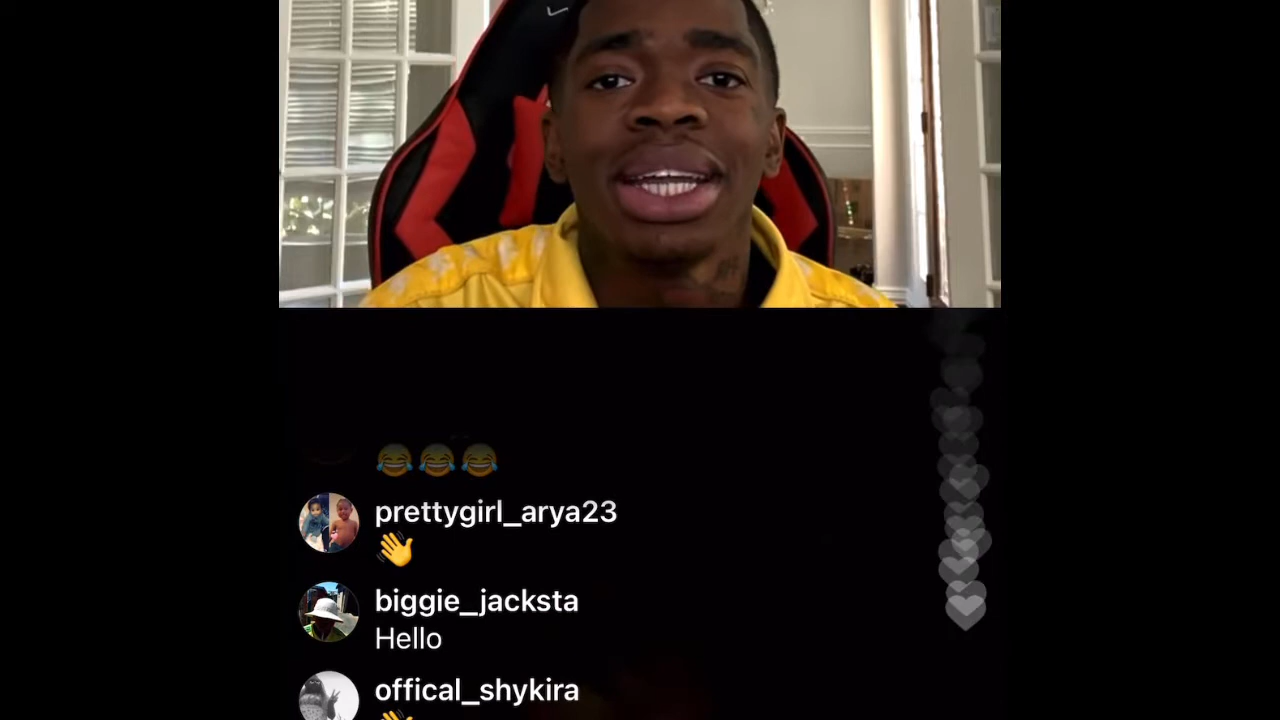 😂😂😂
prettygirl_arya23
👋
biggie_jacksta
Hello
offical_shykira
👋